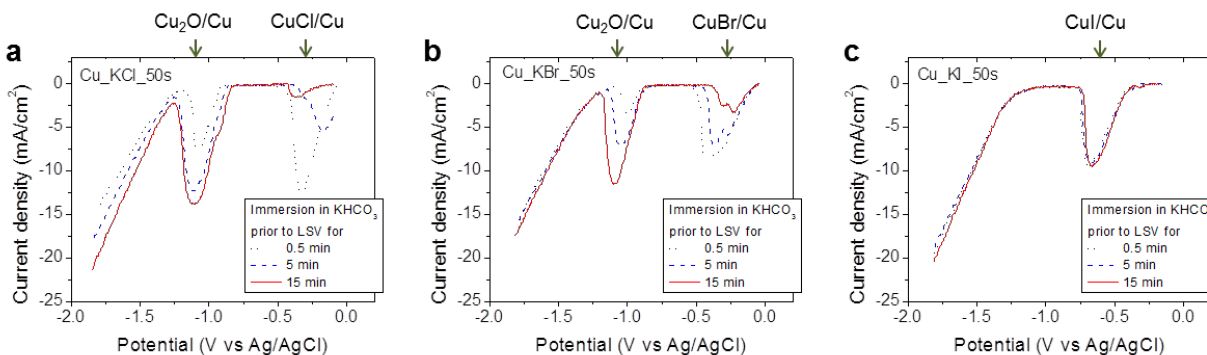 Cu₂O/Cu CuCl/Cu
a
Cu_KCl_50s
0
-5
-10
-15
-20
-25
Current density (mA/cm²)
Immersion in KHCO₃
prior to LSV for
0.5 min
5 min
15 min
-2.0 -1.5 -1.0 -0.5 0.0
Potential (V vs Ag/AgCl)
Cu₂O/Cu CuBr/Cu
b
Cu_KBr_50s
0
-5
-10
-15
-20
-25
Current density (mA/cm²)
Immersion in KHCO₃
prior to LSV for
0.5 min
5 min
15 min
-2.0 -1.5 -1.0 -0.5 0.0
Potential (V vs Ag/AgCl)
CuI/Cu
c
Cu_KI_50s
0
-5
-10
-15
-20
-25
Current density (mA/cm²)
Immersion in KHCO₃
prior to LSV for
0.5 min
5 min
15 min
-2.0 -1.5 -1.0 -0.5 0.0
Potential (V vs Ag/AgCl)